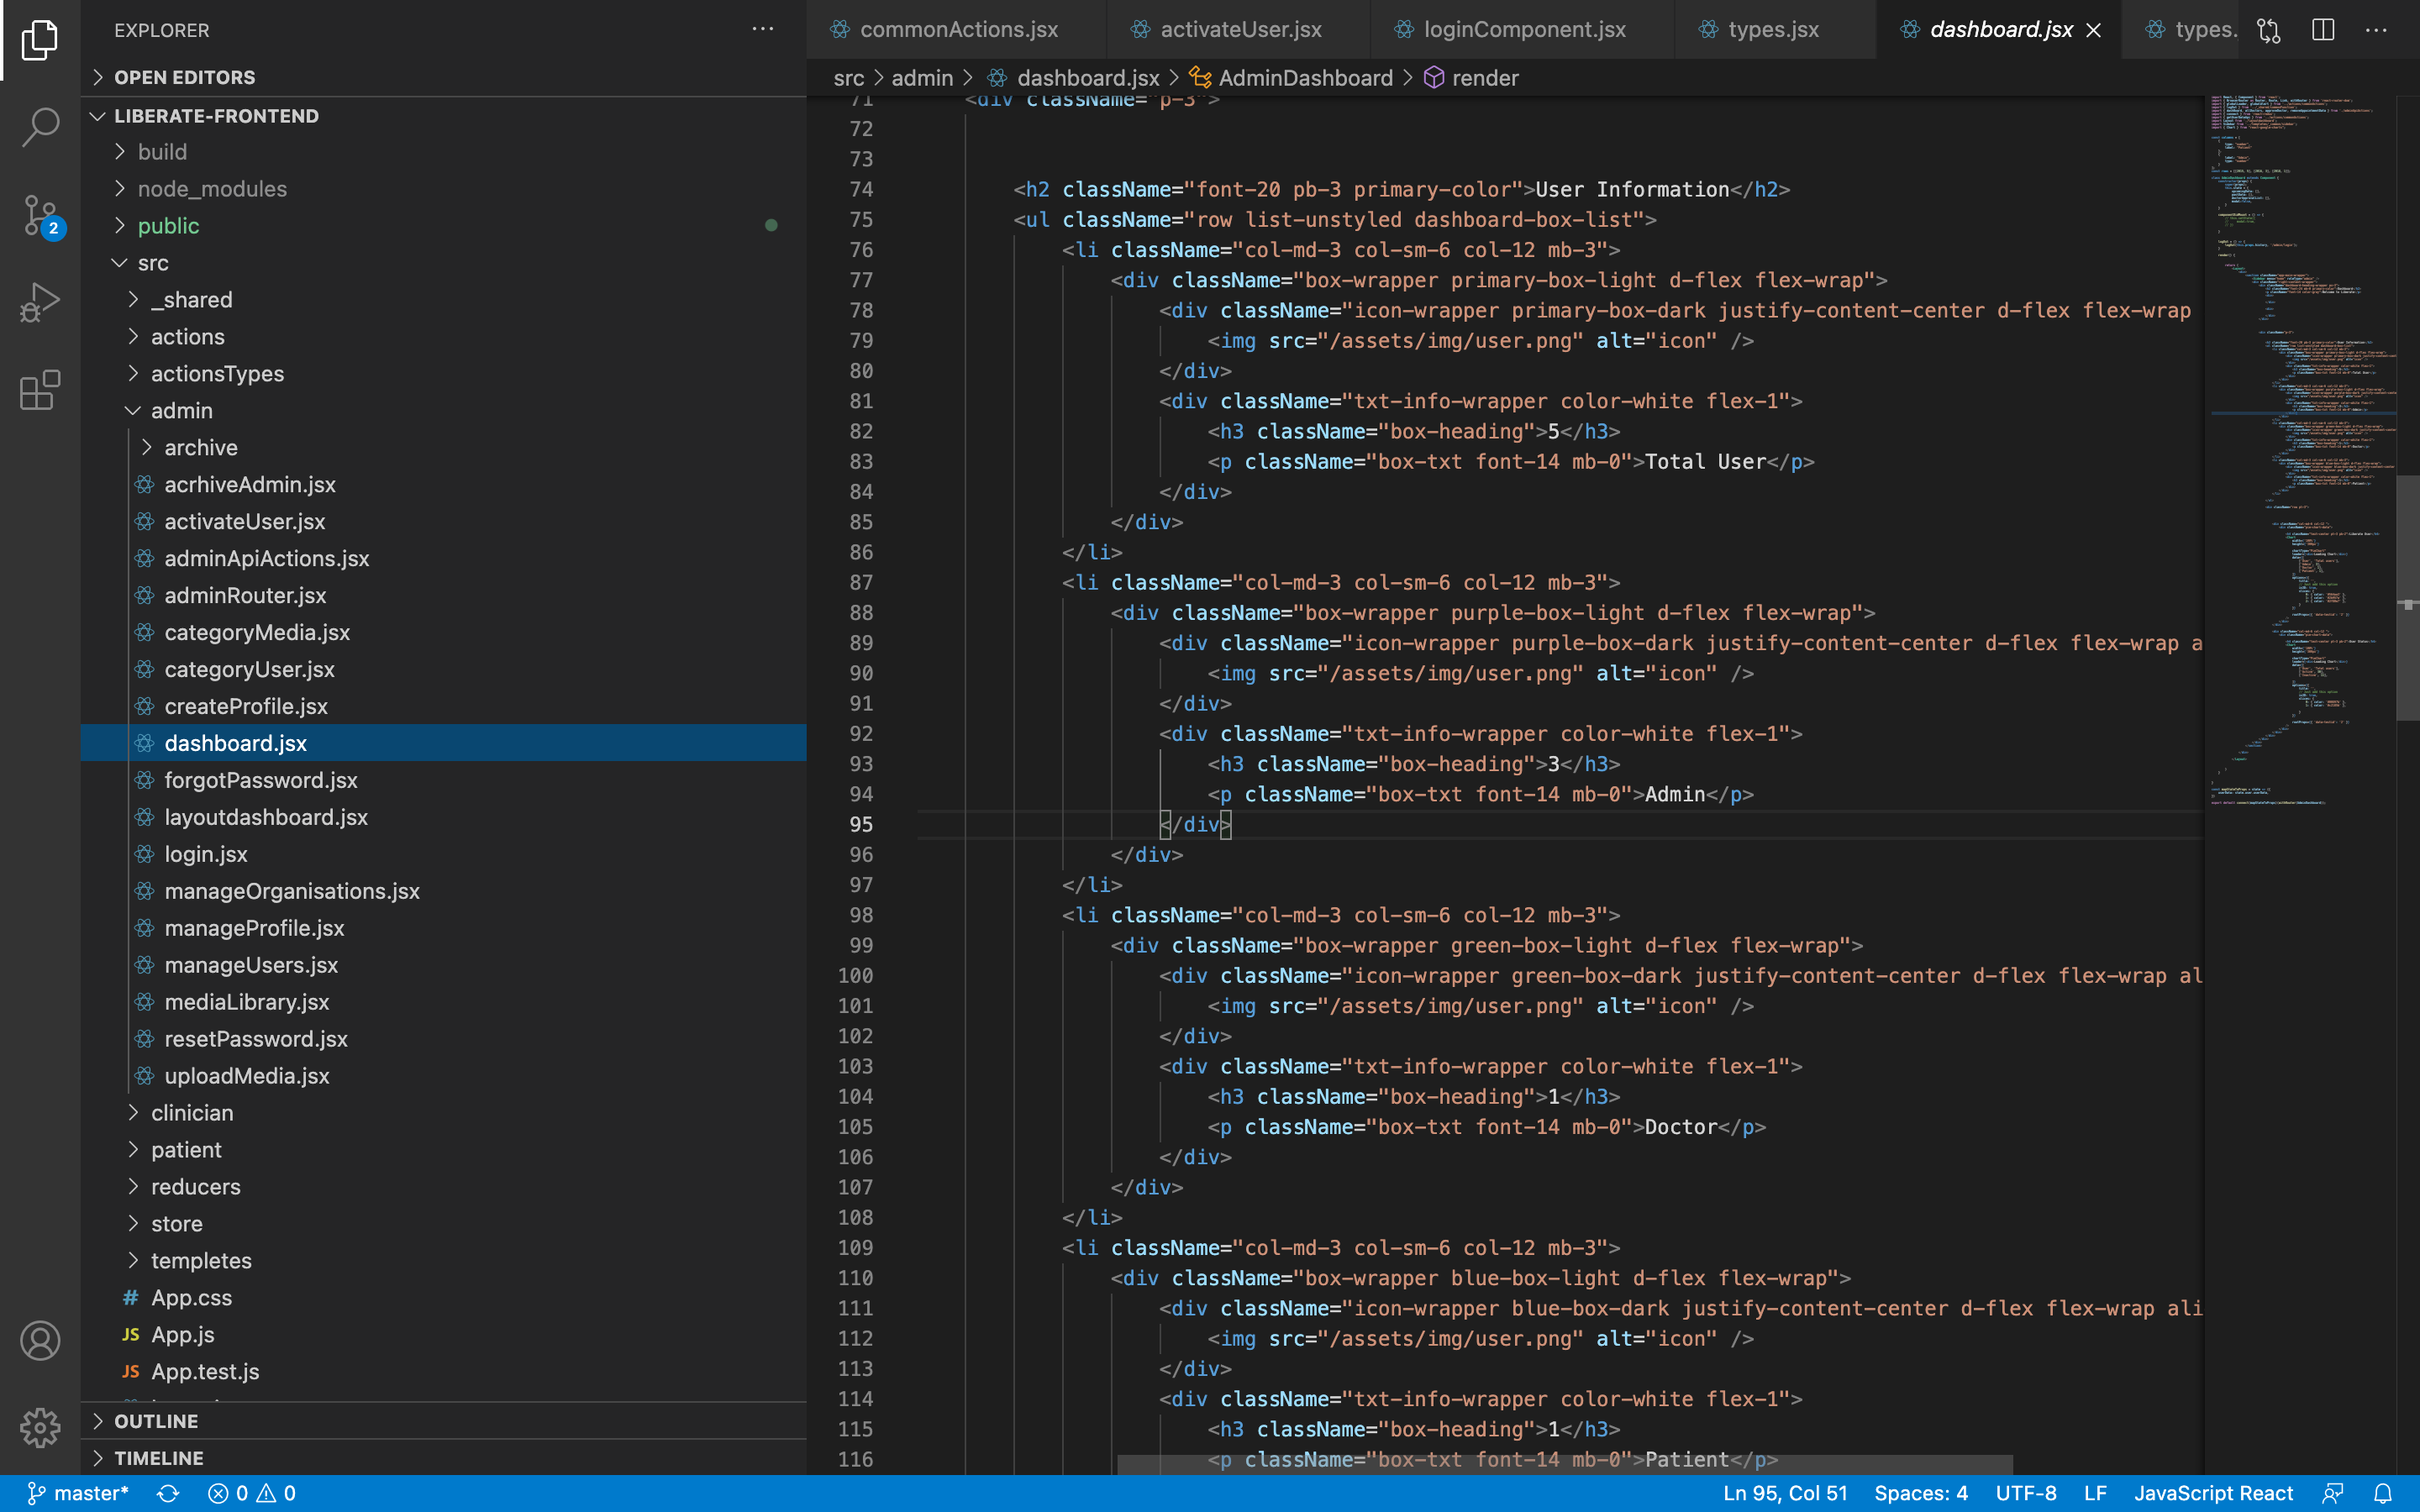 EXPLORER
OPEN EDITORS
LIBERATE-FRONTEND
build
node_modules
public
src
_shared
actions
actionsTypes
admin
archive
acrhiveAdmin.jsx
activateUser.jsx
adminApiActions.jsx
adminRouter.jsx
categoryMedia.jsx
categoryUser.jsx
createProfile.jsx
dashboard.jsx
forgotPassword.jsx
layoutdashboard.jsx
login.jsx
manageOrganisations.jsx
manageProfile.jsx
manageUsers.jsx
mediaLibrary.jsx
resetPassword.jsx
uploadMedia.jsx
clinician
patient
reducers
store
templetes
# App.css
JS App.js
JS App.test.js
OUTLINE
TIMELINE
2
commonActions.jsx activateUser.jsx loginComponent.jsx types.jsx dashboard.jsx types.
src > admin > dashboard.jsx > AdminDashboard > render
71 <div className="p-3">
72
73
74 <h2 className="font-20 pb-3 primary-color">User Information</h2>
75 <ul className="row list-unstyled dashboard-box-list">
76 <li className="col-md-3 col-sm-6 col-12 mb-3">
77 <div className="box-wrapper primary-box-light d-flex flex-wrap">
78 <div className="icon-wrapper primary-box-dark justify-content-center d-flex flex-wrap
79 <img src="/assets/img/user.png" alt="icon" />
80 </div>
81 <div className="txt-info-wrapper color-white flex-1">
82 <h3 className="box-heading">5</h3>
83 <p className="box-txt font-14 mb-0">Total User</p>
84 </div>
85 </div>
86 </li>
87 <li className="col-md-3 col-sm-6 col-12 mb-3">
88 <div className="box-wrapper purple-box-light d-flex flex-wrap">
89 <div className="icon-wrapper purple-box-dark justify-content-center d-flex flex-wrap a
90 <img src="/assets/img/user.png" alt="icon" />
91 </div>
92 <div className="txt-info-wrapper color-white flex-1">
93 <h3 className="box-heading">3</h3>
94 <p className="box-txt font-14 mb-0">Admin</p>
95 </div>
96 </div>
97 </li>
98 <li className="col-md-3 col-sm-6 col-12 mb-3">
99 <div className="box-wrapper green-box-light d-flex flex-wrap">
100 <div className="icon-wrapper green-box-dark justify-content-center d-flex flex-wrap al
101 <img src="/assets/img/user.png" alt="icon" />
102 </div>
103 <div className="txt-info-wrapper color-white flex-1">
104 <h3 className="box-heading">1</h3>
105 <p className="box-txt font-14 mb-0">Doctor</p>
106 </div>
107 </div>
108 </li>
109 <li className="col-md-3 col-sm-6 col-12 mb-3">
110 <div className="box-wrapper blue-box-light d-flex flex-wrap">
111 <div className="icon-wrapper blue-box-dark justify-content-center d-flex flex-wrap ali
112 <img src="/assets/img/user.png" alt="icon" />
113 </div>
114 <div className="txt-info-wrapper color-white flex-1">
115 <h3 className="box-heading">1</h3>
116 <p className="box-txt font-14 mb-0">Patient</p>
master* 0 0 Ln 95, Col 51 Spaces: 4 UTF-8 LF JavaScript React